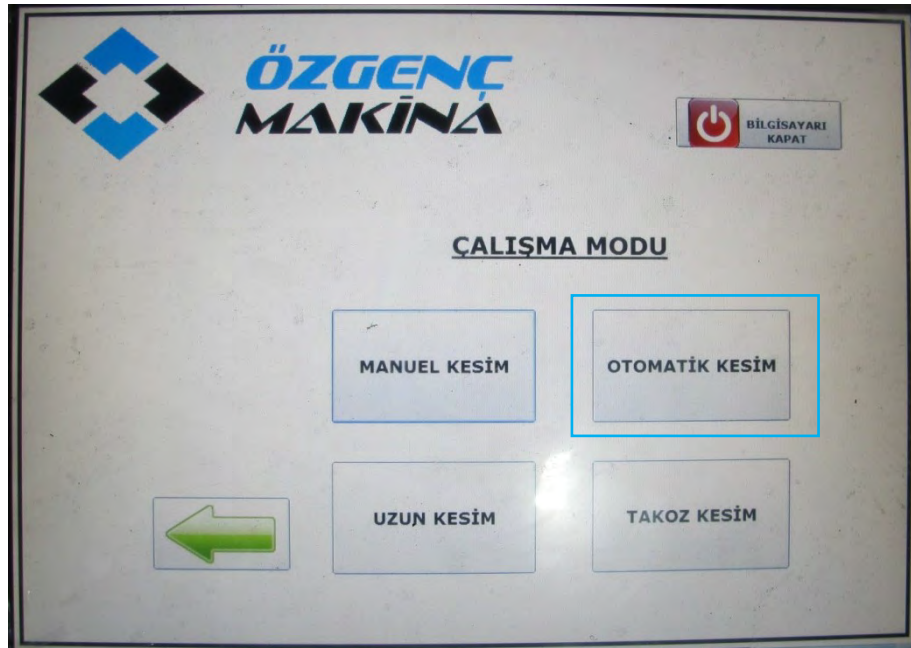 ÖZGENÇ
MAKİNA
BİLGİSAYARI
KAPAT
ÇALIŞMA MODU
MANUEL KESİM
OTOMATİK KESİM
UZUN KESİM
TAKOZ KESİM